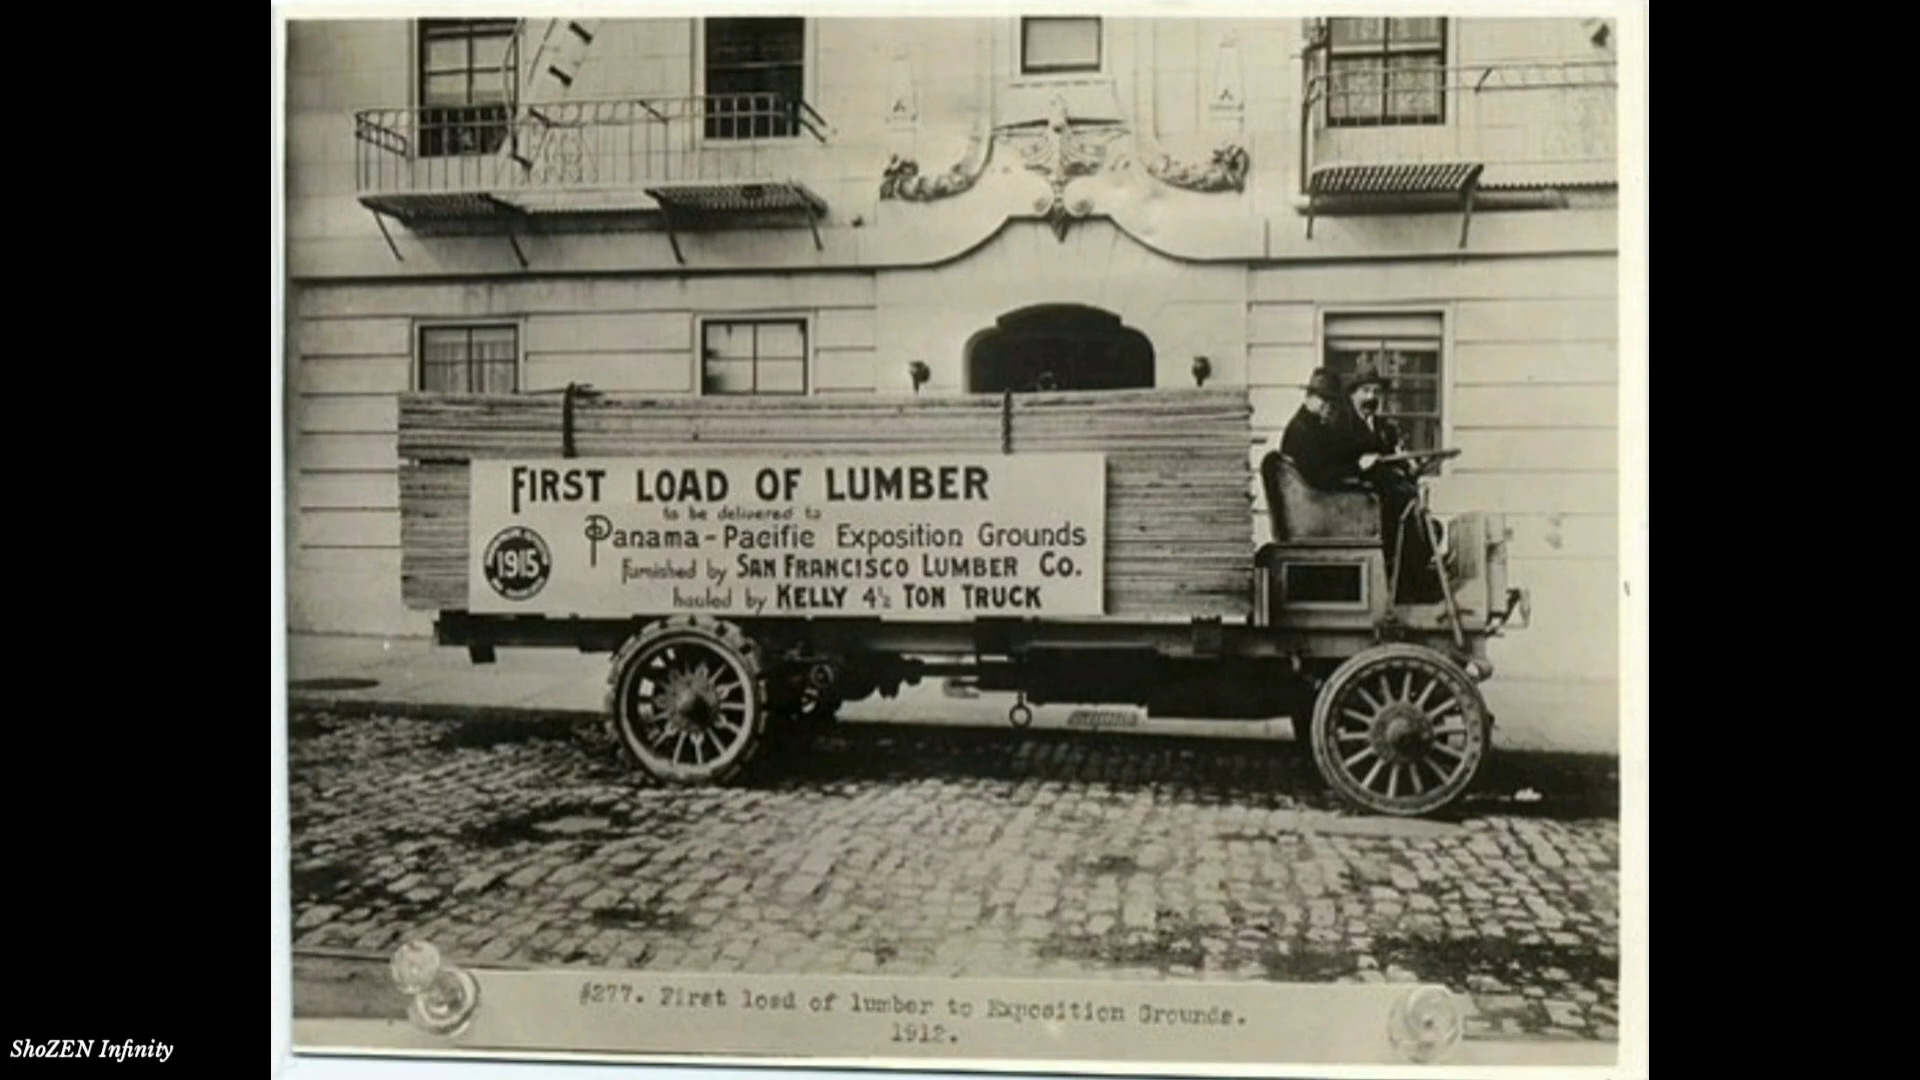 FIRST LOAD OF LUMBER
to be delivered to
Panama-Pacific Exposition Grounds
furnished by SAN FRANCISCO LUMBER Co.
hauled by KELLY 4½ TON TRUCK
1915
#277. First load of lumber to Exposition Grounds.
1912.
ShoZEN Infinity